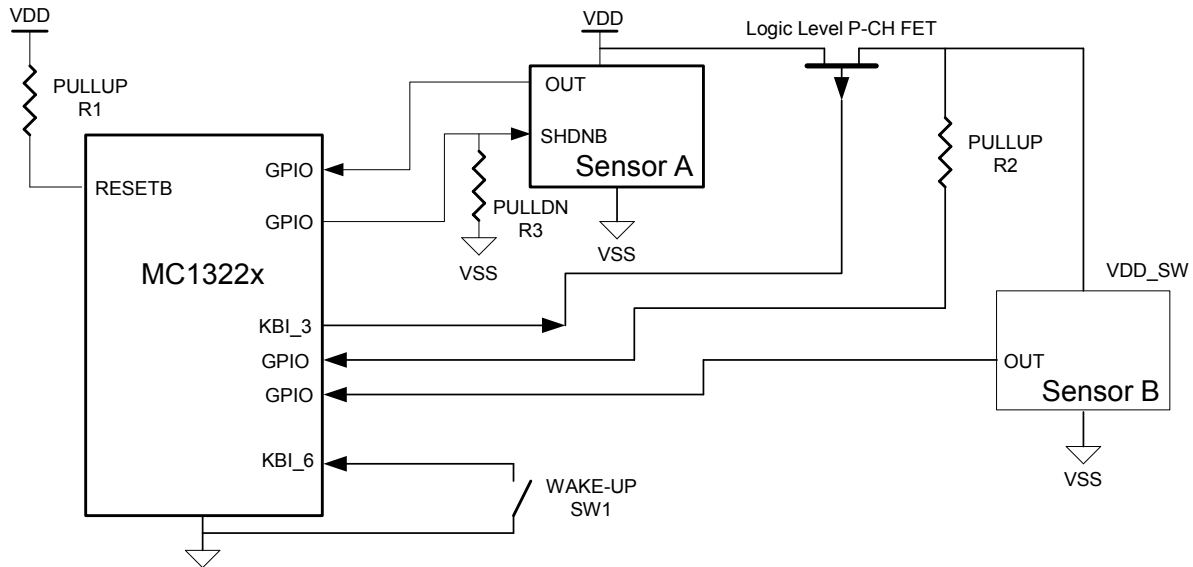 VDD
VDD
Logic Level P-CH FET
PULLUP
R1
OUT
SHDNB
Sensor A
PULLUP
R2
GPIO
RESETB
GPIO
PULLDN
R3
VSS
VSS
MC1322x
VDD_SW
KBI_3
GPIO
OUT
GPIO
Sensor B
KBI_6
WAKE-UP
SW1
VSS